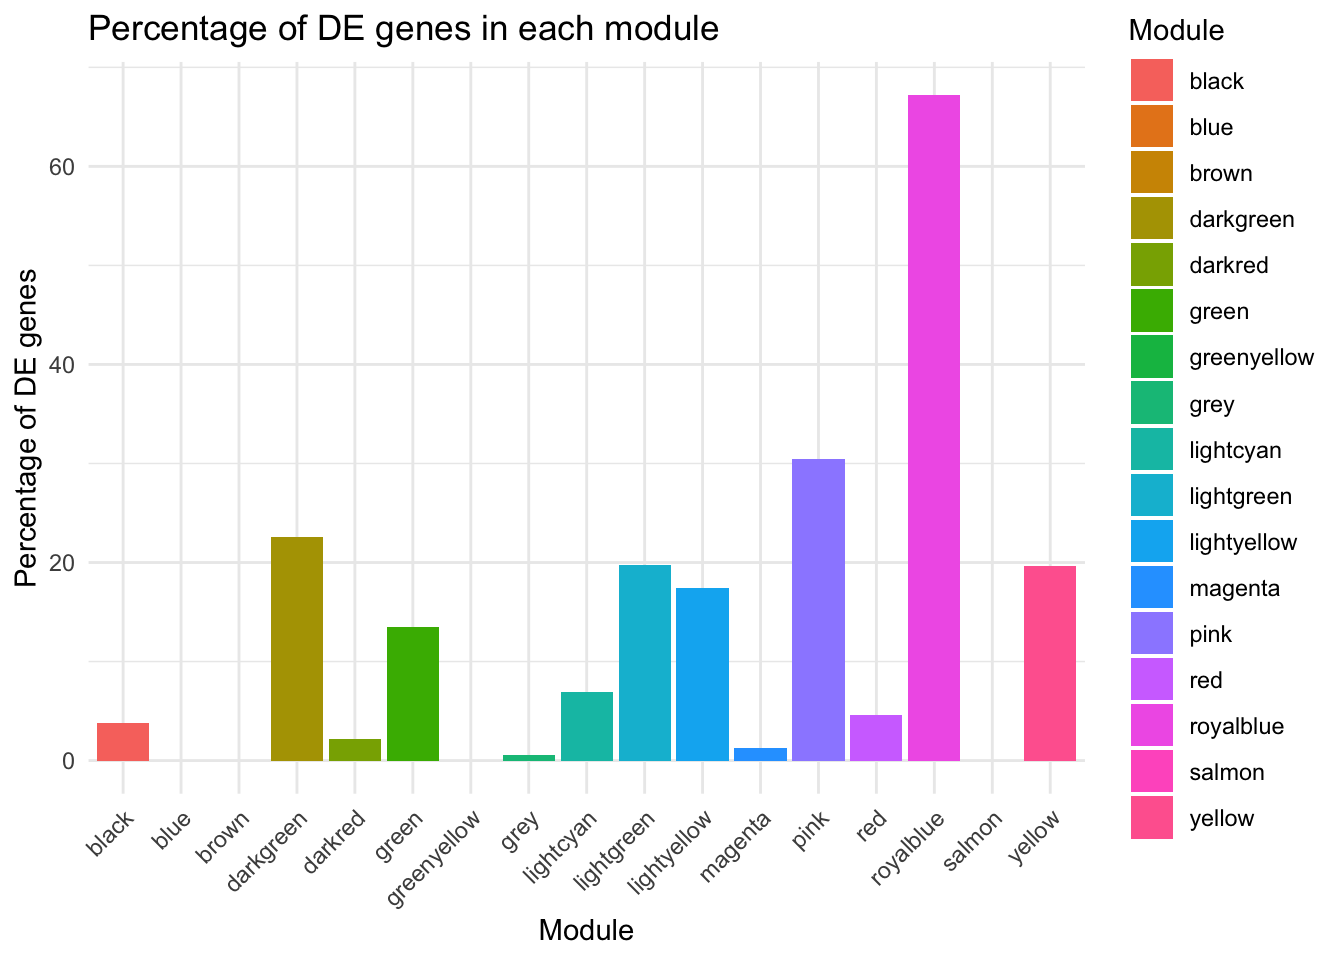 Percentage of DE genes in each module
Percentage of DE genes
60
40
20
0
black
blue
brown
darkgreen
darkred
green
greenyellow
grey
lightcyan
lightgreen
lightyellow
magenta
pink
red
royalblue
salmon
yellow
Module
Module
black
blue
brown
darkgreen
darkred
green
greenyellow
grey
lightcyan
lightgreen
lightyellow
magenta
pink
red
royalblue
salmon
yellow